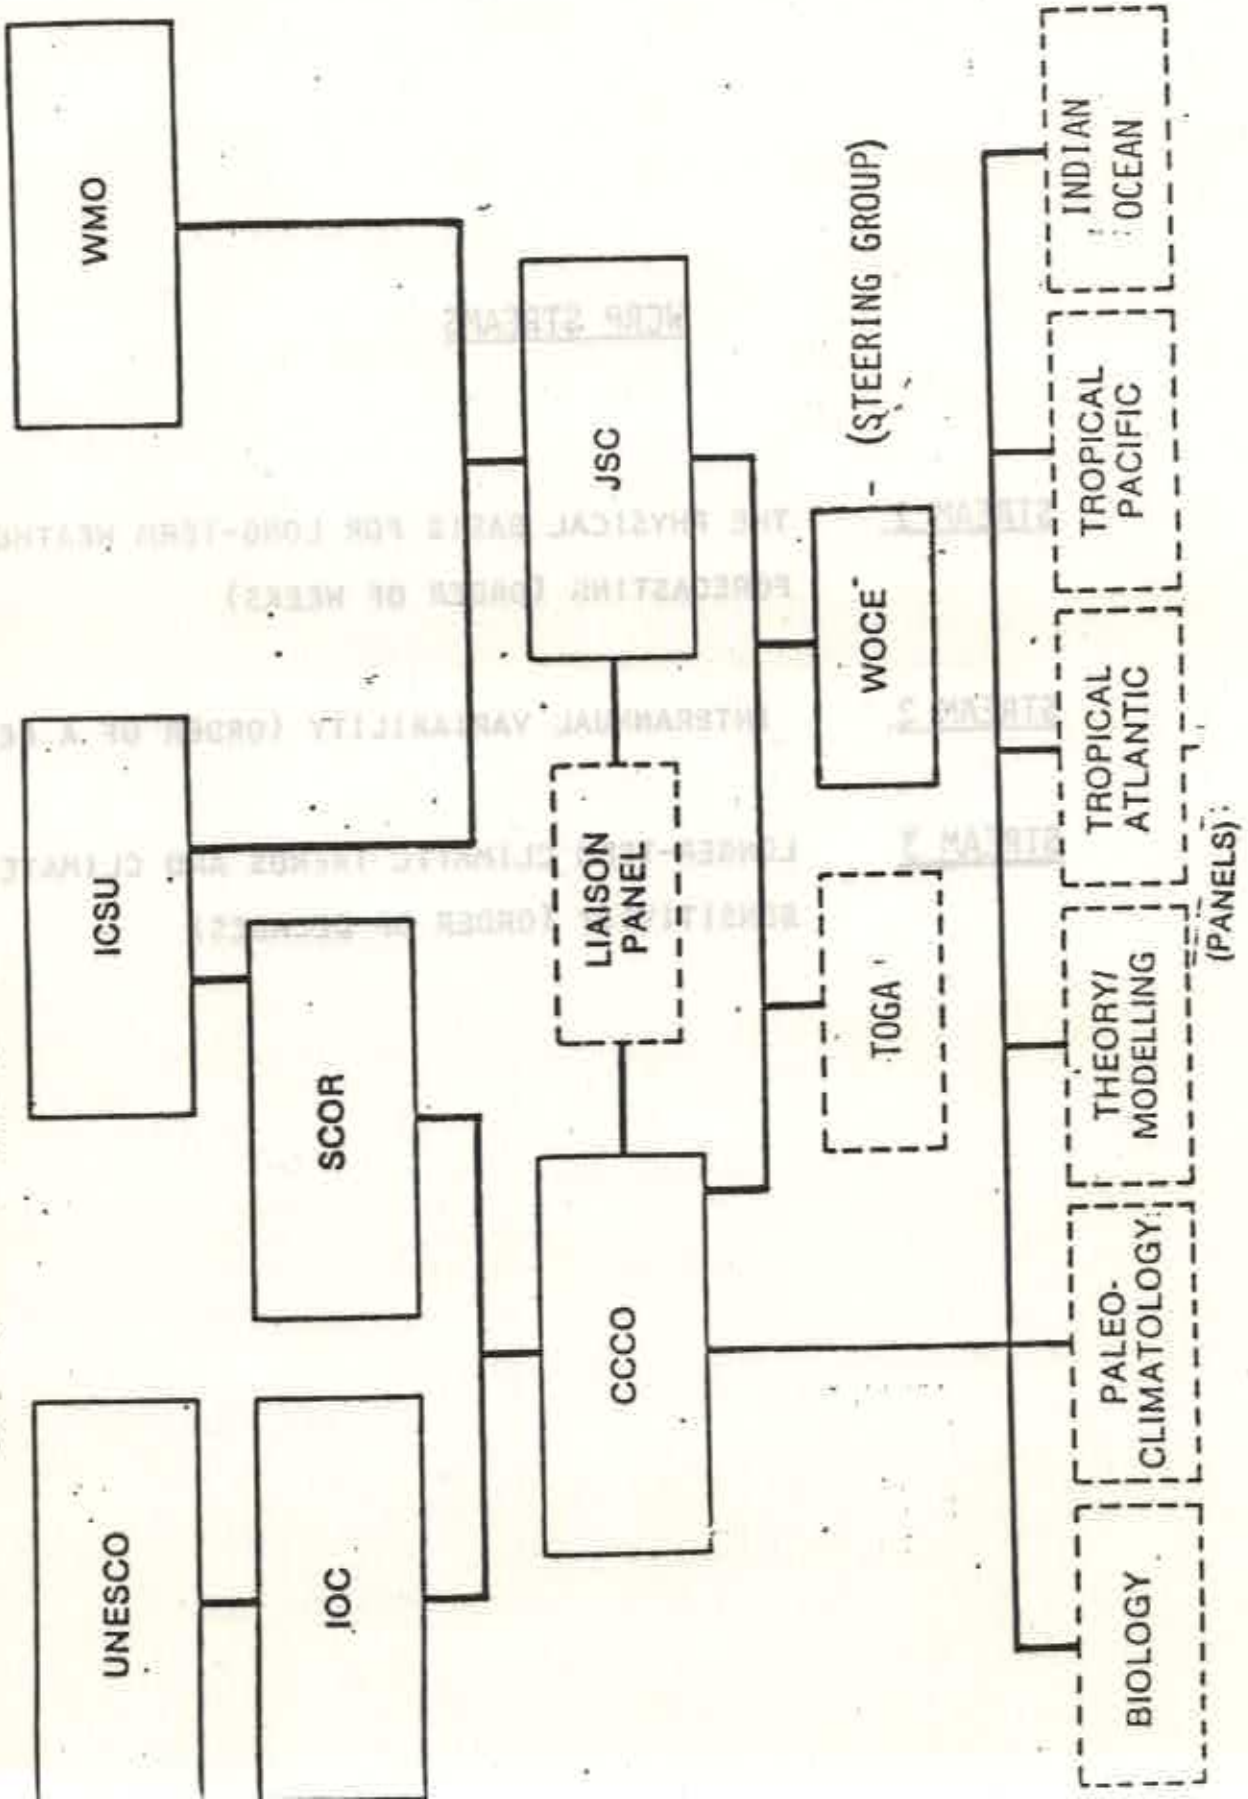 UNESCO
ICSU
WMO
IOC
SCOR
CCCO
LIAISON
PANEL
JSC
TOGA
WOCE - (STEERING GROUP)
BIOLOGY
PALEO-
CLIMATOLOGY
THEORY/
MODELLING
TROPICAL
ATLANTIC
TROPICAL
PACIFIC
INDIAN
OCEAN
(PANELS)
WCRP STREAMS
STREAM 1 THE PHYSICAL BASIS FOR LONG-TERM WEATHE
FORECASTING (ORDER OF WEEKS)
STREAM 2 INTERANNUAL VARIABILITY (ORDER OF A FE
STREAM 3 LONGER-TERM CLIMATIC TRENDS AND CLIMATE
SENSITIVITY (ORDER OF DECADES)